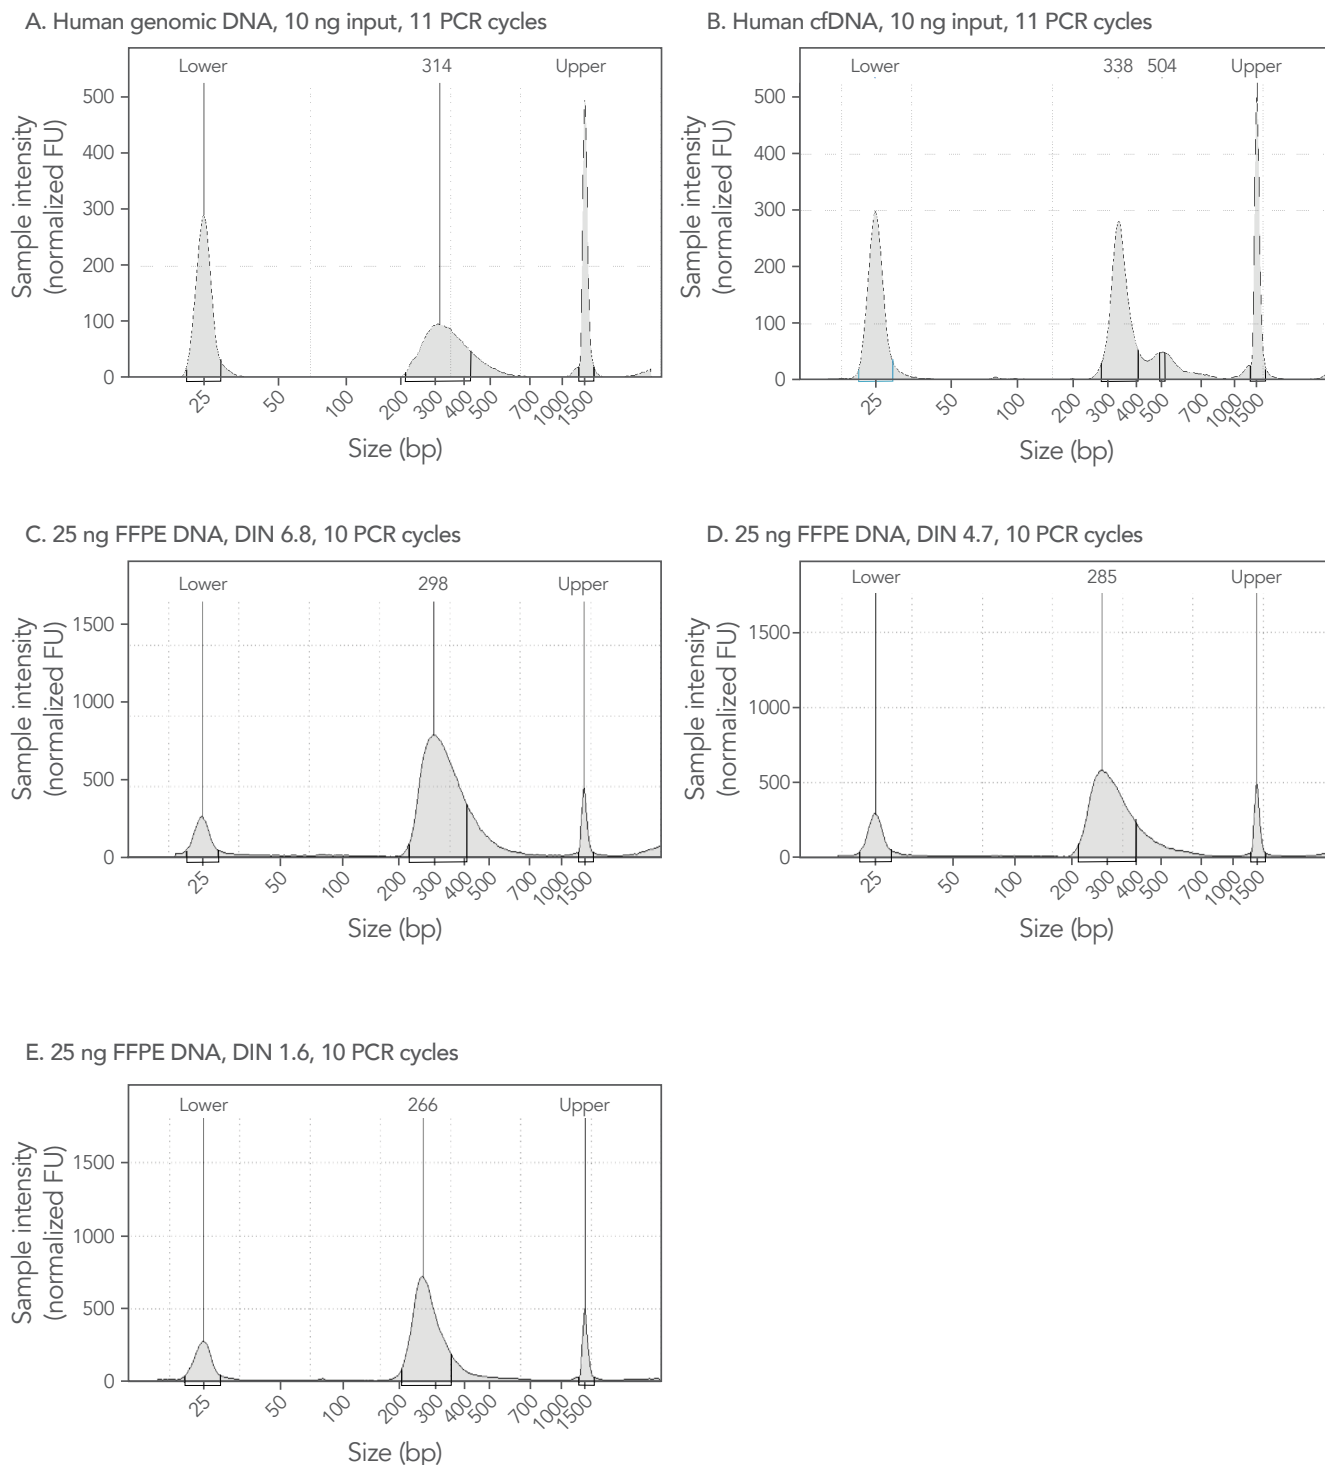 A. Human genomic DNA, 10 ng input, 11 PCR cycles
Lower 314 Upper
Sample intensity
(normalized FU)
500
400
300
200
100
0
25 50 100 200 300 400 500 700 1000 1500
Size (bp)
B. Human cfDNA, 10 ng input, 11 PCR cycles
Lower 338 504 Upper
Sample intensity
(normalized FU)
500
400
300
200
100
0
25 50 100 200 300 400 500 700 1000 1500
Size (bp)
C. 25 ng FFPE DNA, DIN 6.8, 10 PCR cycles
Lower 298 Upper
Sample intensity
(normalized FU)
1500
1000
500
0
25 50 100 200 300 400 500 700 1000 1500
Size (bp)
D. 25 ng FFPE DNA, DIN 4.7, 10 PCR cycles
Lower 285 Upper
Sample intensity
(normalized FU)
1500
1000
500
0
25 50 100 200 300 400 500 700 1000 1500
Size (bp)
E. 25 ng FFPE DNA, DIN 1.6, 10 PCR cycles
Lower 266 Upper
Sample intensity
(normalized FU)
1500
1000
500
0
25 50 100 200 300 400 500 700 1000 1500
Size (bp)